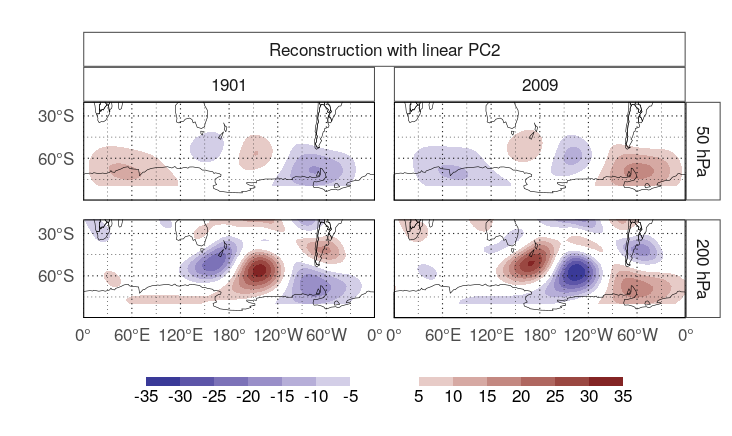 Reconstruction with linear PC2
1901 2009
30°S
60°S
50 hPa
30°S
60°S
200 hPa
0° 60°E 120°E 180° 120°W 60°W 0° 0° 60°E 120°E 180° 120°W 60°W 0°
-35 -30 -25 -20 -15 -10 -5 5 10 15 20 25 30 35